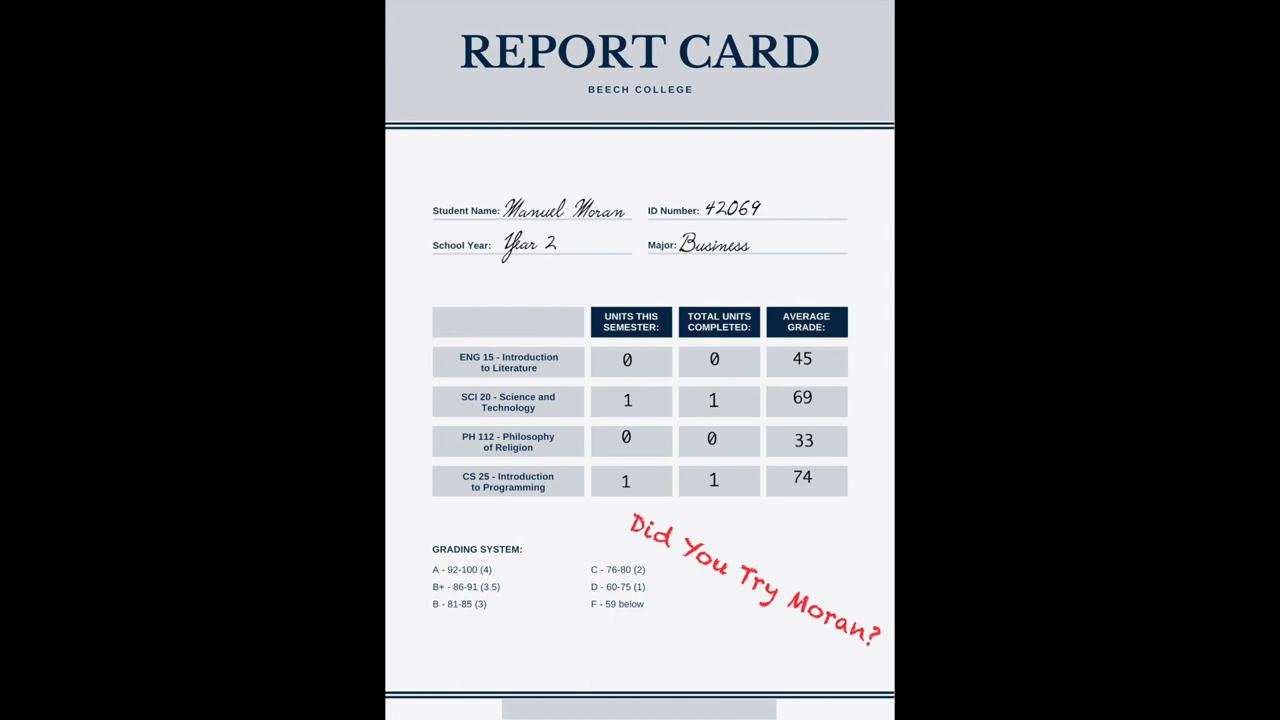 REPORT CARD
BEECH COLLEGE
Student Name: Manuel Moran
ID Number: 42069
School Year: Year 2
Major: Business
UNITS THIS
SEMESTER:
TOTAL UNITS
COMPLETED:
AVERAGE
GRADE:
ENG 15 - Introduction
to Literature
0 0 45
SCI 20 - Science and
Technology
1 1 69
PH 112 - Philosophy
of Religion
0 0 33
CS 25 - Introduction
to Programming
1 1 74
Did You Try Moran?
GRADING SYSTEM:
A - 92-100 (4)
B+ - 86-91 (3.5)
B - 81-85 (3)
C - 76-80 (2)
D - 60-75 (1)
F - 59 below